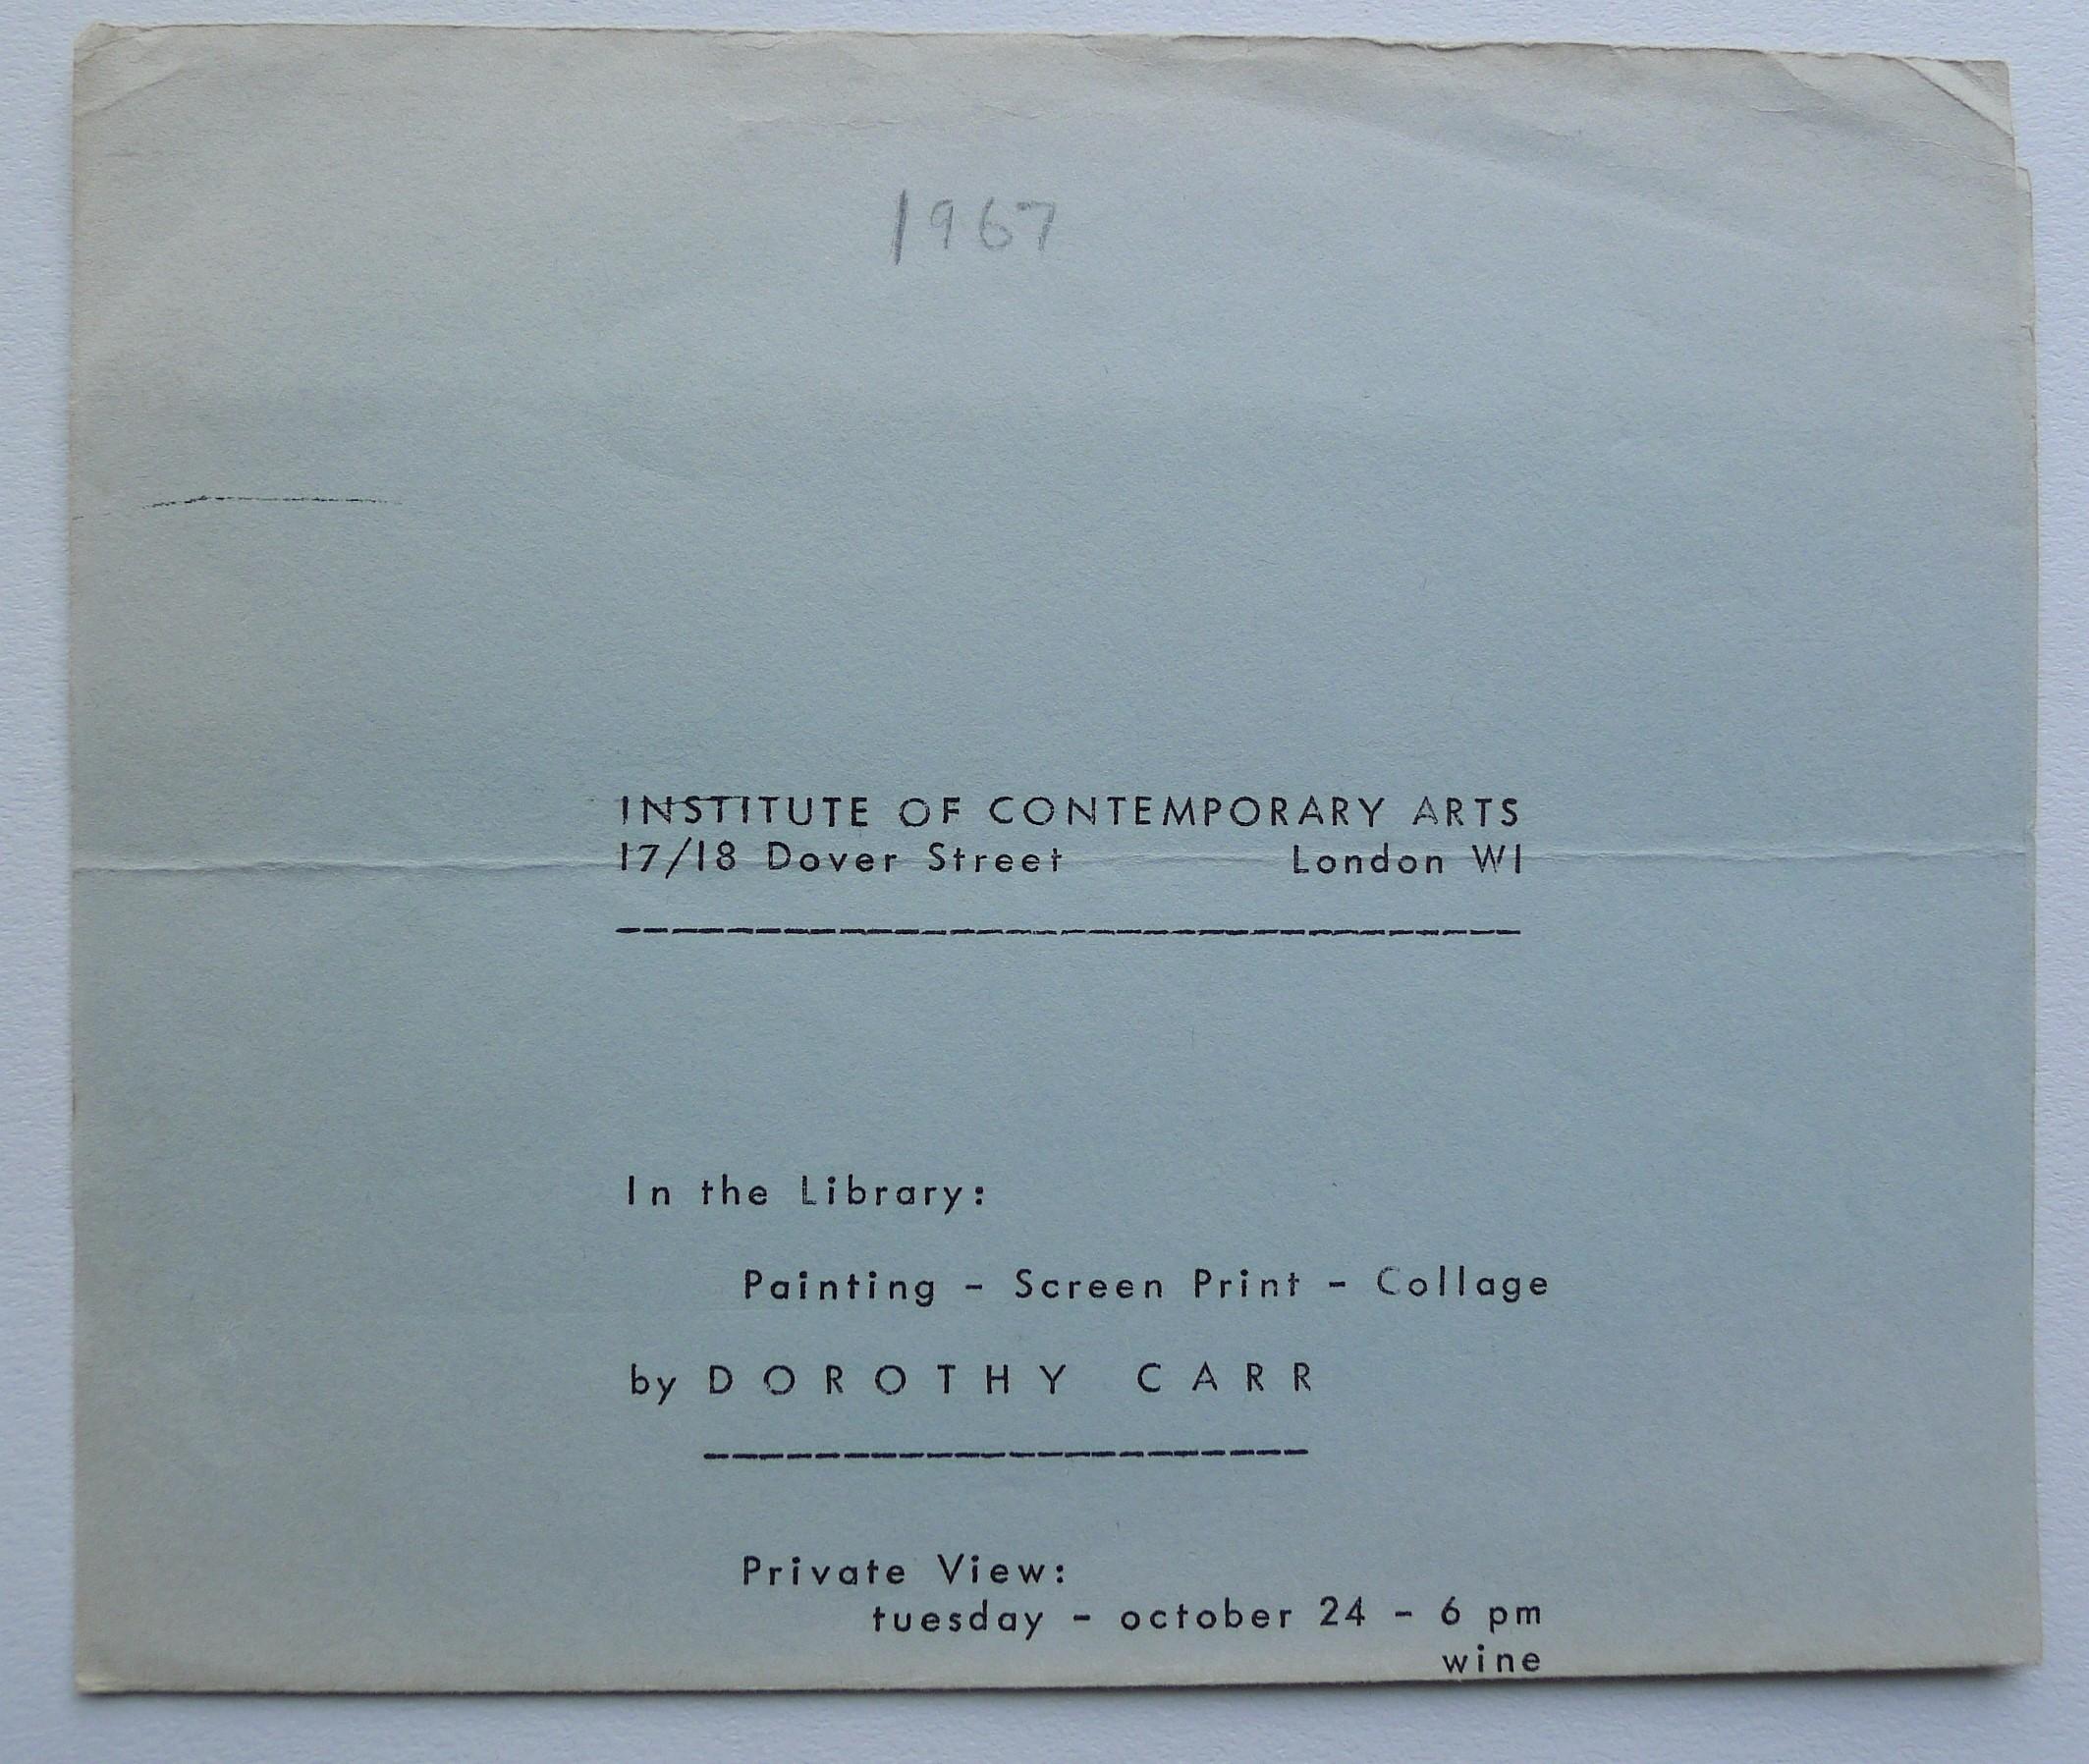 1967
INSTITUTE OF CONTEMPORARY ARTS
17/18 Dover Street London W1
In the Library:
Painting - Screen Print - Collage
by DOROTHY CARR
Private View:
tuesday - october 24 - 6 pm
wine